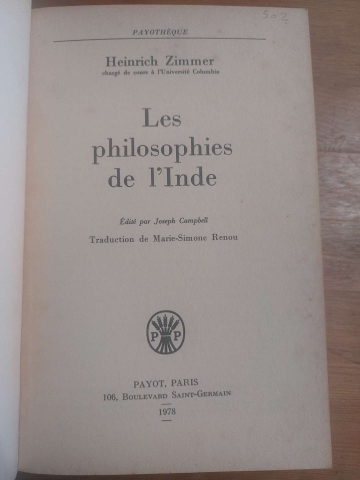 PAYOTHÈQUE
Heinrich Zimmer
chargé de cours à l'Université Columbia
Les
philosophies
de l'Inde
Édité par Joseph Campbell
Traduction de Marie-Simone Renou
P P
PAYOT, PARIS
106, BOULEVARD SAINT-GERMAIN
1978